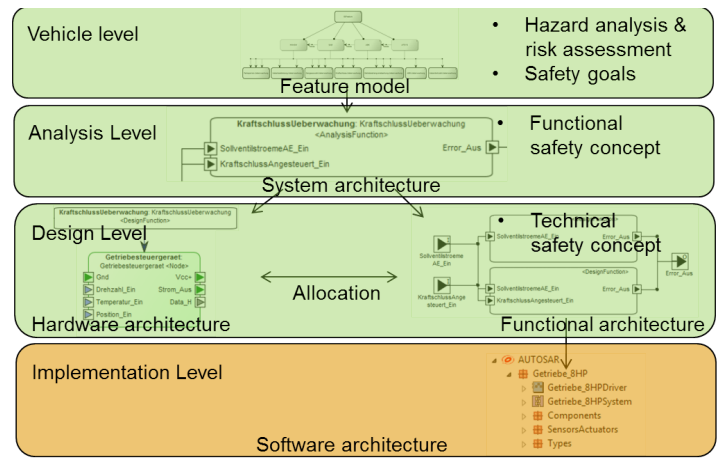 Vehicle level
• Hazard analysis &
risk assessment
• Safety goals
Feature model
Analysis Level
KraftschlussUeberwachung: KraftschlussUeberwachung
<AnalysisFunction>
SollventilstroemeAE_Ein
KraftschlussAngesteuert_Ein
Error_Aus
• Functional
safety concept
System architecture
KraftschlussUeberwachung: KraftschlussUeberwachung
<DesignFunction>
Design Level
Getriebesteuergeraet:
Getriebesteuergeraet <Node>
Gnd
Vcc+
Drehzahl_Ein
Strom_Aus
Temperatur_Ein
Data_H
Position_Ein
Hardware architecture
Allocation
• Technical
safety concept
Sollventilstroeme
AE_Ein
KraftschlussAnge
steuert_Ein
SollventilstroemeAE_Ein
Error_Aus
<DesignFunction>
SollventilstroemeAE_Ein
Error_Aus
KraftschlussAngesteuert_Ein
Error_Aus
Functional architecture
Implementation Level
AUTOSAR
Getriebe_8HP
Getriebe_8HPDriver
Getriebe_8HPSystem
Components
SensorsActuators
Types
Software architecture